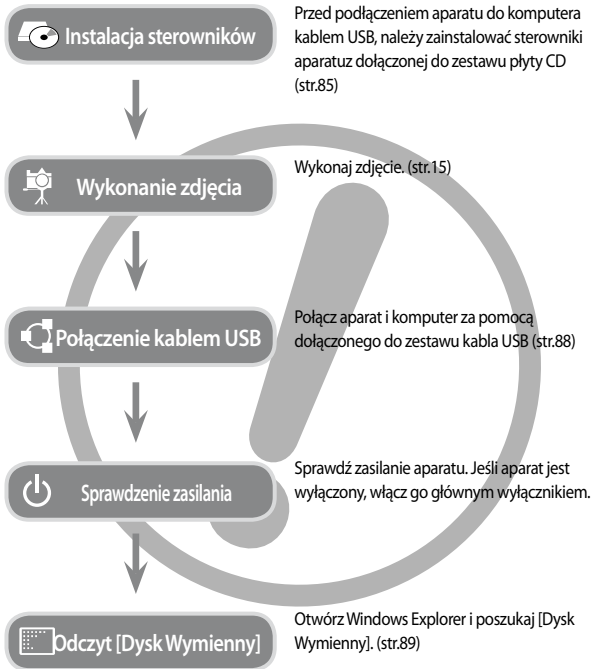 Instalacja sterowników
Przed podłączeniem aparatu do komputera
kablem USB, należy zainstalować sterowniki
aparatuz dołączonej do zestawu płyty CD
(str.85)
Wykonanie zdjęcia
Wykonaj zdjęcie. (str.15)
Połączenie kablem USB
Połącz aparat i komputer za pomocą
dołączonego do zestawu kabla USB (str.88)
Sprawdzenie zasilania
Sprawdź zasilanie aparatu. Jeśli aparat jest
wyłączony, włącz go głównym wyłącznikiem.
Odczyt [Dysk Wymienny]
Otwórz Windows Explorer i poszukaj [Dysk
Wymienny]. (str.89)